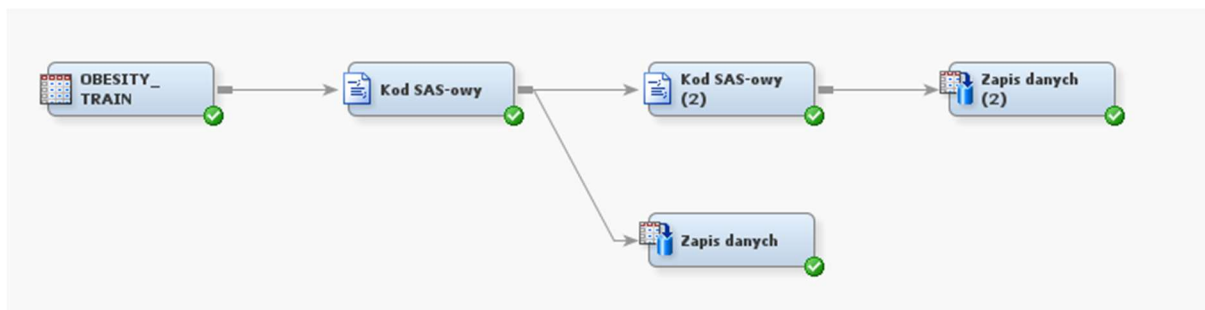 OBESITY_
TRAIN
Kod SAS-owy
Kod SAS-owy
(2)
Zapis danych
(2)
Zapis danych